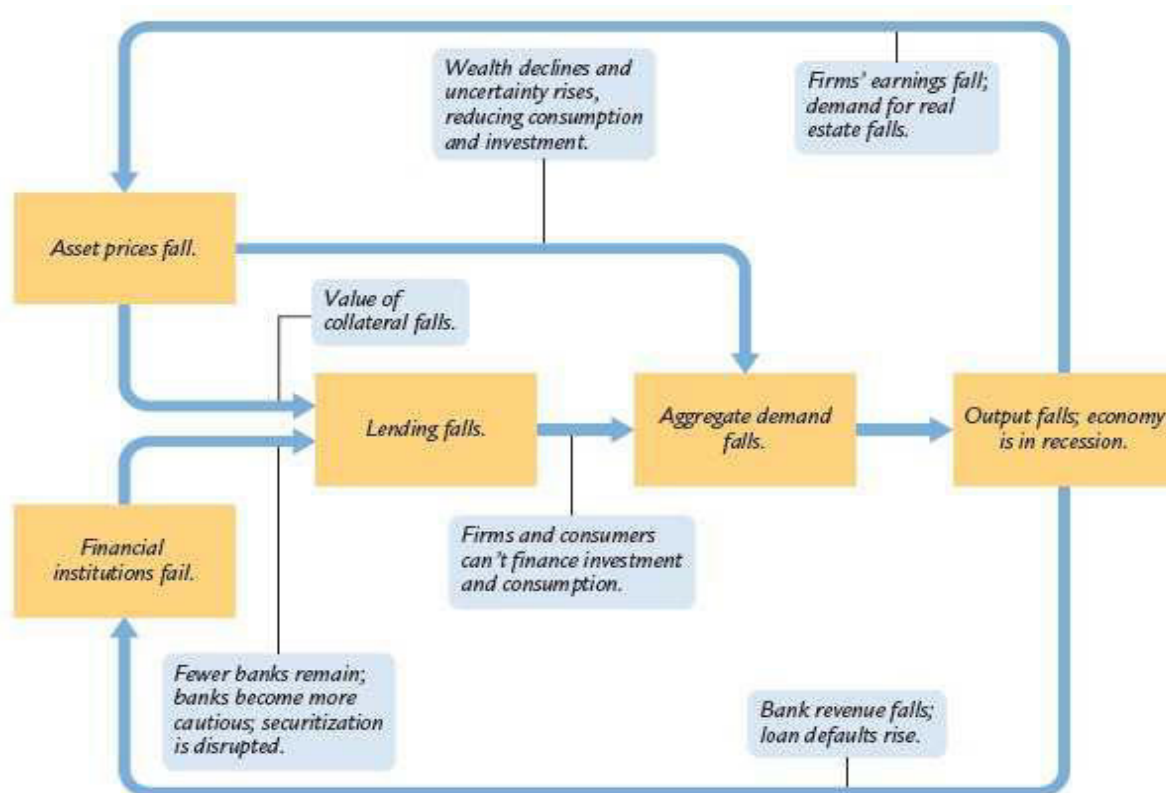 Wealth declines and
uncertainty rises,
reducing consumption
and investment.
Firms' earnings fall;
demand for real
estate falls.
Asset prices fall.
Value of
collateral falls.
Lending falls.
Aggregate demand
falls.
Output falls; economy
is in recession.
Financial
institutions fail.
Firms and consumers
can't finance investment
and consumption.
Fewer banks remain;
banks become more
cautious; securitization
is disrupted.
Bank revenue falls;
loan defaults rise.